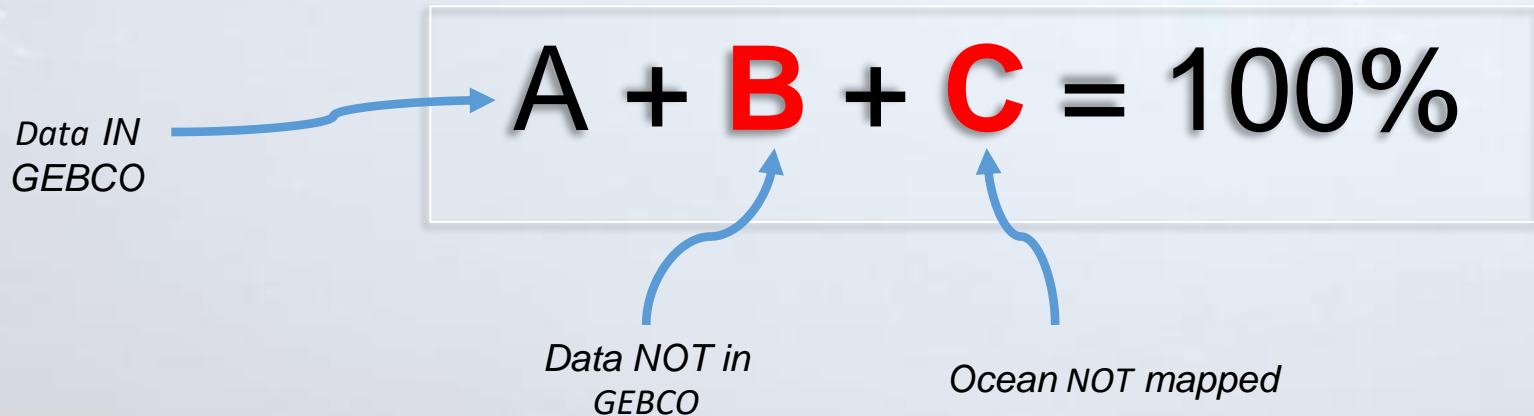 A + B + C = 100%
Data IN
GEBCO
Data NOT in
GEBCO
Ocean NOT mapped